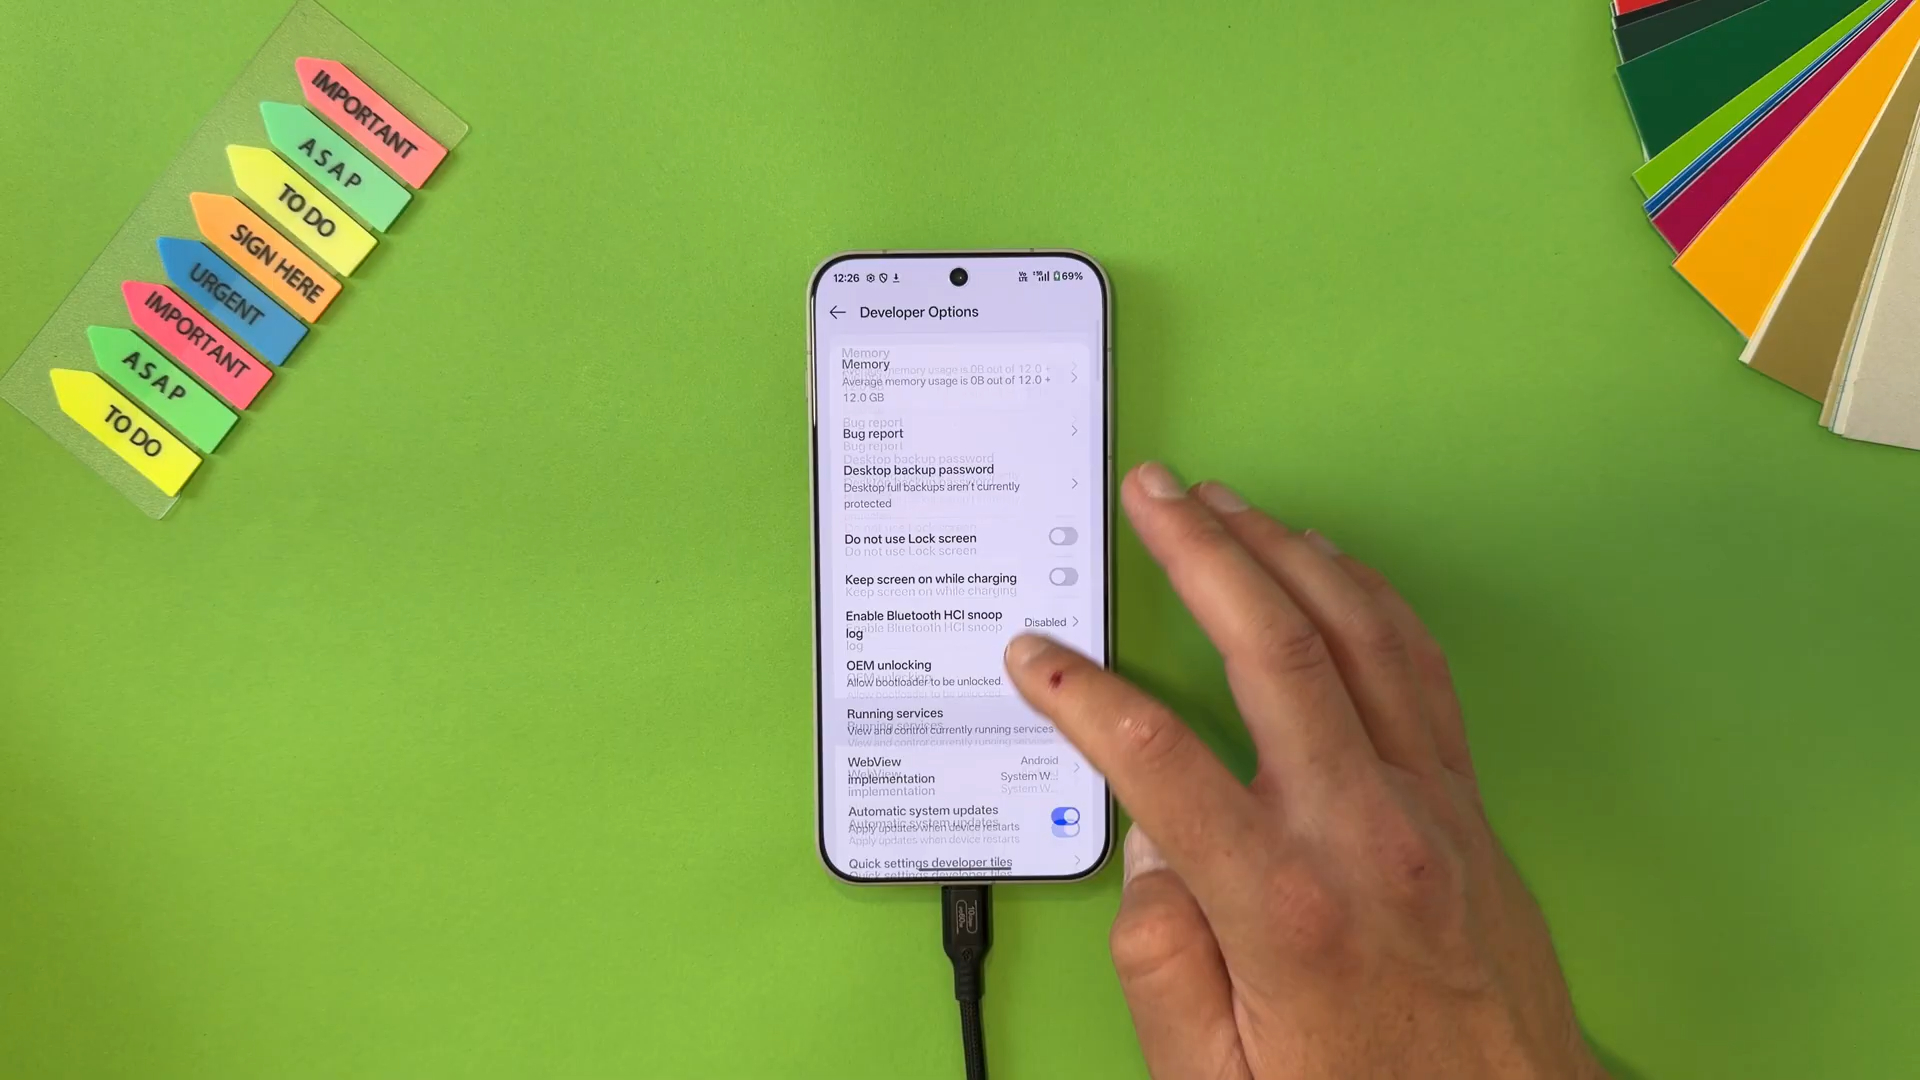 IMPORTANT
A S A P
TO DO
SIGN HERE
URGENT
IMPORTANT
A S A P
TO DO
12:26
69%
Developer Options
Memory
Average memory usage is 0B out of 12.0 +
12.0 GB
Bug report
Desktop backup password
Desktop full backups aren't currently
protected
Do not use Lock screen
Keep screen on while charging
Enable Bluetooth HCI snoop
log
Disabled
OEM unlocking
Allow bootloader to be unlocked.
Running services
View and control currently running services
WebView
implementation
Android
System W...
Automatic system updates
Apply updates when device restarts
Quick settings developer tiles